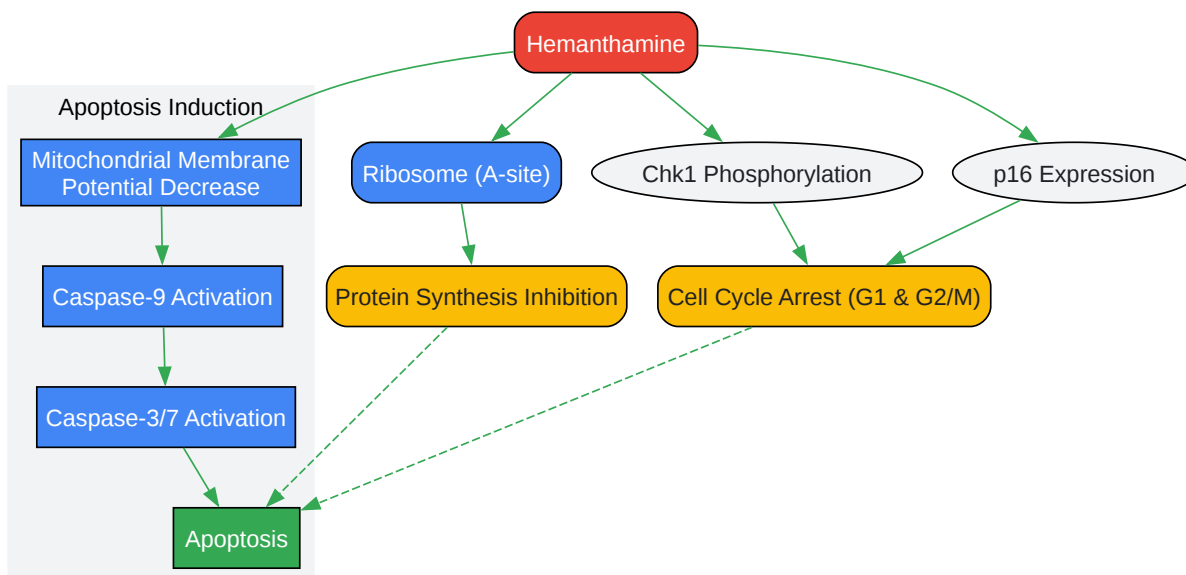 Hemanthamine
Apoptosis Induction
Mitochondrial Membrane
Potential Decrease
Ribosome (A-site)
Chk1 Phosphorylation
p16 Expression
Caspase-9 Activation
Protein Synthesis Inhibition
Cell Cycle Arrest (G1 & G2/M)
Caspase-3/7 Activation
Apoptosis